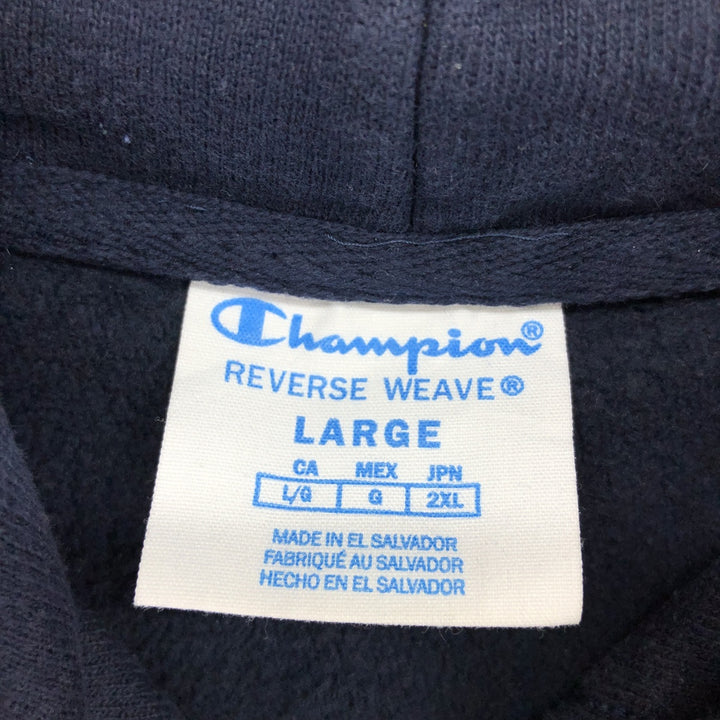 Champion®
REVERSE WEAVE®
LARGE
CA MEX JPN
L/G G 2XL
MADE IN EL SALVADOR
FABRIQUÉ AU SALVADOR
HECHO EN EL SALVADOR